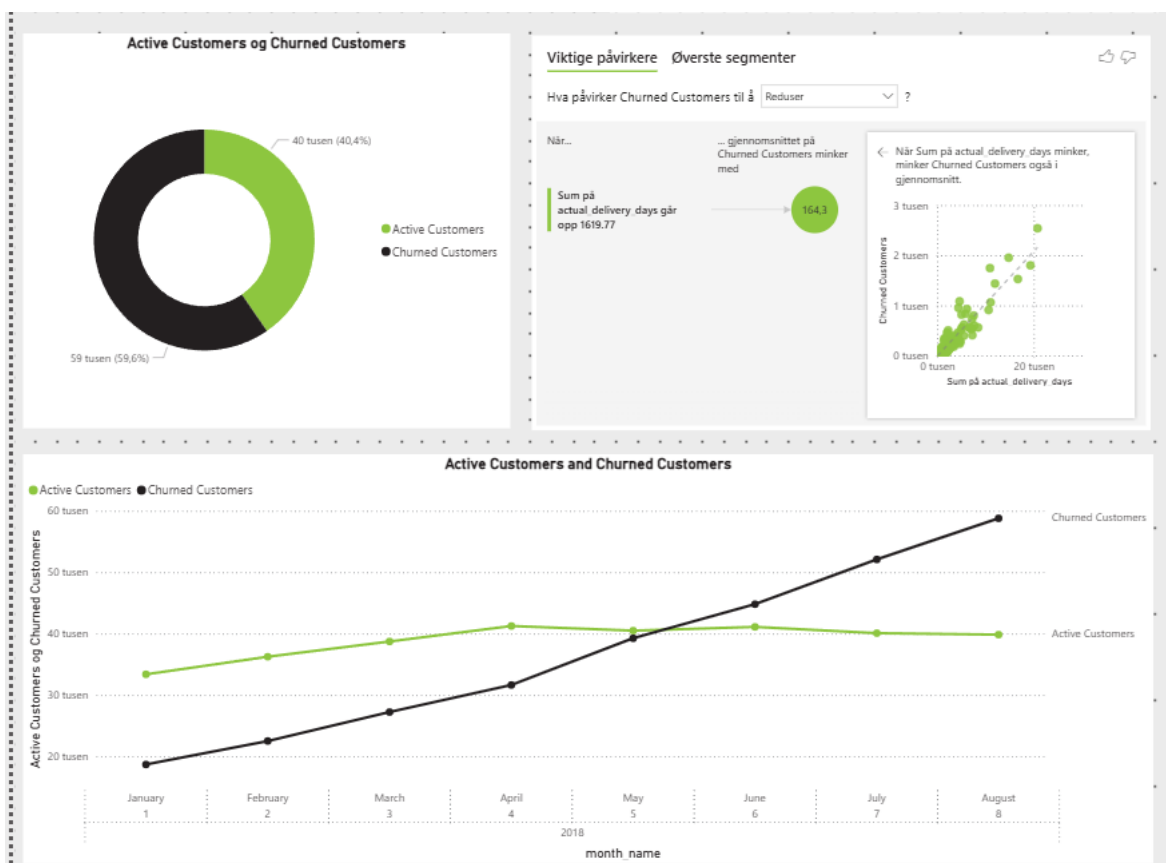 Active Customers og Churned Customers
40 tusen (40,4%)
Active Customers
Churned Customers
59 tusen (59,6%)
Viktige påvirkere
Øverste segmenter
Hva påvirker Churned Customers til å
Reduser
?
Når...
... gjennomsnittet på
Churned Customers minker
med
Sum på
actual_delivery_days går
opp 1619.77
164,3
Når Sum på actual_delivery_days minker,
minker Churned Customers også i
gjennomsnitt.
3 tusen
2 tusen
1 tusen
0 tusen
Churned Customers
0 tusen
20 tusen
Sum på actual_delivery_days
Active Customers and Churned Customers
Active Customers
Churned Customers
Active Customers og Churned Customers
60 tusen
50 tusen
40 tusen
30 tusen
20 tusen
Churned Customers
Active Customers
January
February
March
April
May
June
July
August
1
2
3
4
5
6
7
8
2018
month_name